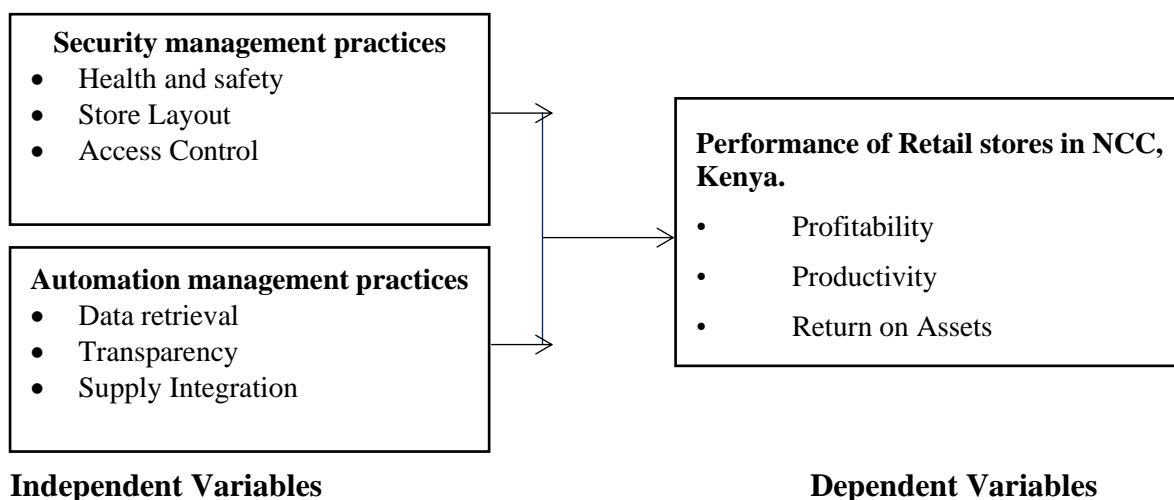 Security management practices
• Health and safety
• Store Layout
• Access Control
Automation management practices
• Data retrieval
• Transparency
• Supply Integration
Performance of Retail stores in NCC,
Kenya.
• Profitability
• Productivity
• Return on Assets
Independent Variables
Dependent Variables